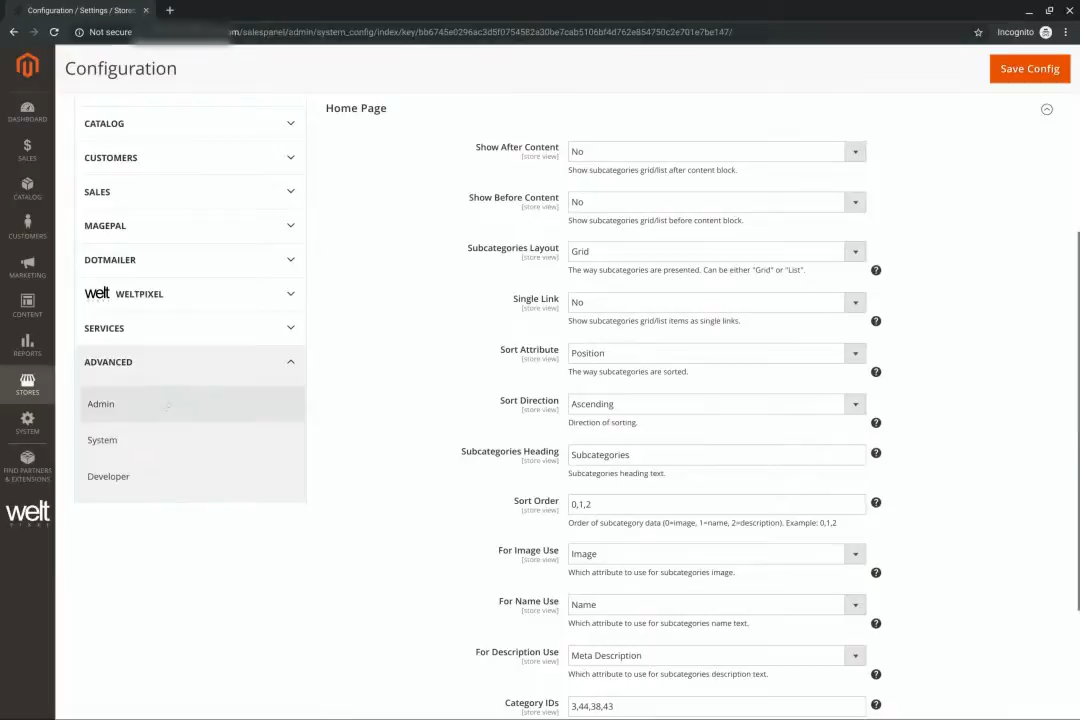 Configuration / Settings / Stores
Not secure
m/salespanel/admin/system_config/index/key/bb6745e0296ac3d5f0754582a30be7cab5106bf4d762e854750c2e701e7be147/
Incognito
Configuration
Save Config
DASHBOARD
SALES
CATALOG
CUSTOMERS
MARKETING
CONTENT
REPORTS
STORES
SYSTEM
FIND PARTNERS
& EXTENSIONS
welt
CATALOG
CUSTOMERS
SALES
MAGEPAL
DOTMAILER
welt WELTPIXEL
SERVICES
ADVANCED
Admin
System
Developer
Home Page
Show After Content
[store view]
No
Show subcategories grid/list after content block.
Show Before Content
[store view]
No
Show subcategories grid/list before content block.
Subcategories Layout
[store view]
Grid
The way subcategories are presented. Can be either "Grid" or "List".
Single Link
[store view]
No
Show subcategories grid/list items as single links.
Sort Attribute
[store view]
Position
The way subcategories are sorted.
Sort Direction
[store view]
Ascending
Direction of sorting.
Subcategories Heading
[store view]
Subcategories
Subcategories heading text.
Sort Order
[store view]
0,1,2
Order of subcategory data (0=image, 1=name, 2=description). Example: 0,1,2
For Image Use
[store view]
Image
Which attribute to use for subcategories image.
For Name Use
[store view]
Name
Which attribute to use for subcategories name text.
For Description Use
[store view]
Meta Description
Which attribute to use for subcategories description text.
Category IDs
[store view]
3,44,38,43